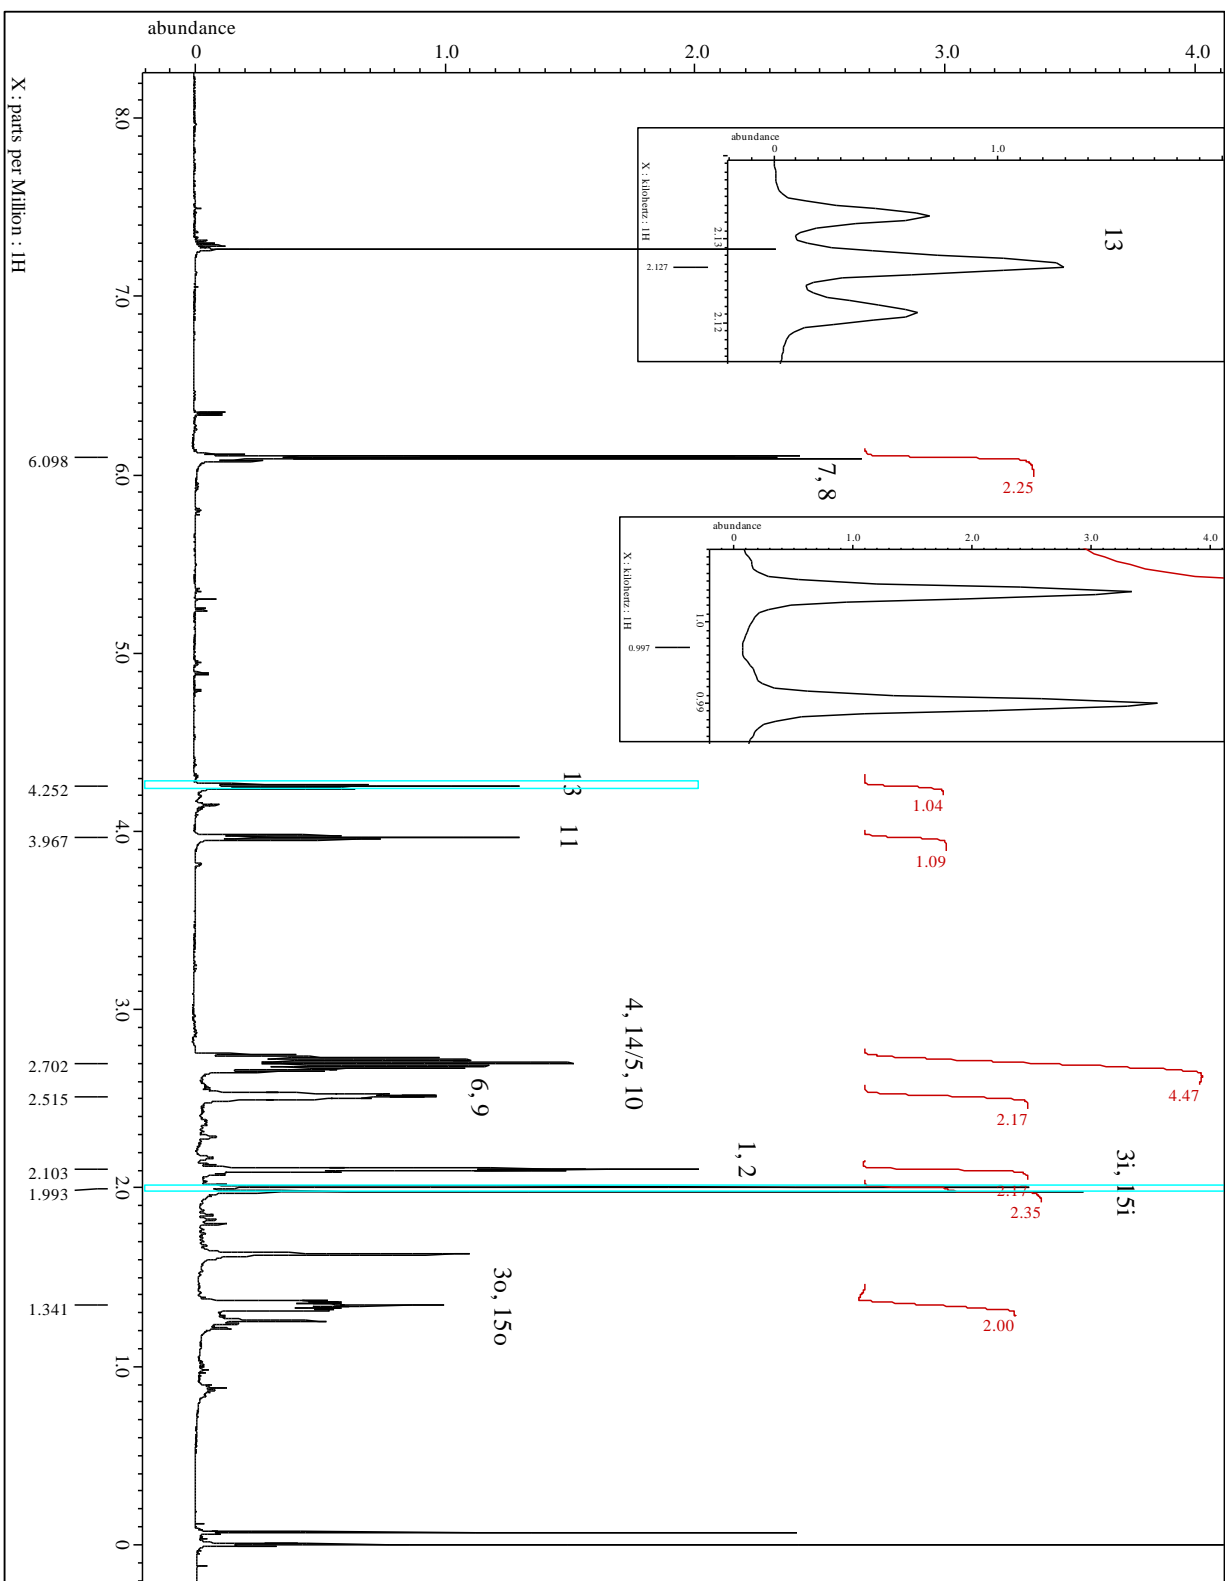 abundance
0 1.0 2.0 3.0 4.0
X : parts per Million : 1H
8.0 7.0 6.0 5.0 4.0 3.0 2.0 1.0 0
6.098
4.252
3.967
2.702
2.515
2.103
1.993
1.341
abundance
0 1.0
X : kilohertz : 1H
2.13 2.12
2.127
13
7, 8
2.25
abundance
0 1.0 2.0 3.0 4.0
X : kilohertz : 1H
1.0 0.99
0.997
13
1.04
11
1.09
4, 14/5, 10
4.47
6, 9
2.17
1, 2
2.17
3i, 15i
2.35
3o, 15o
2.00